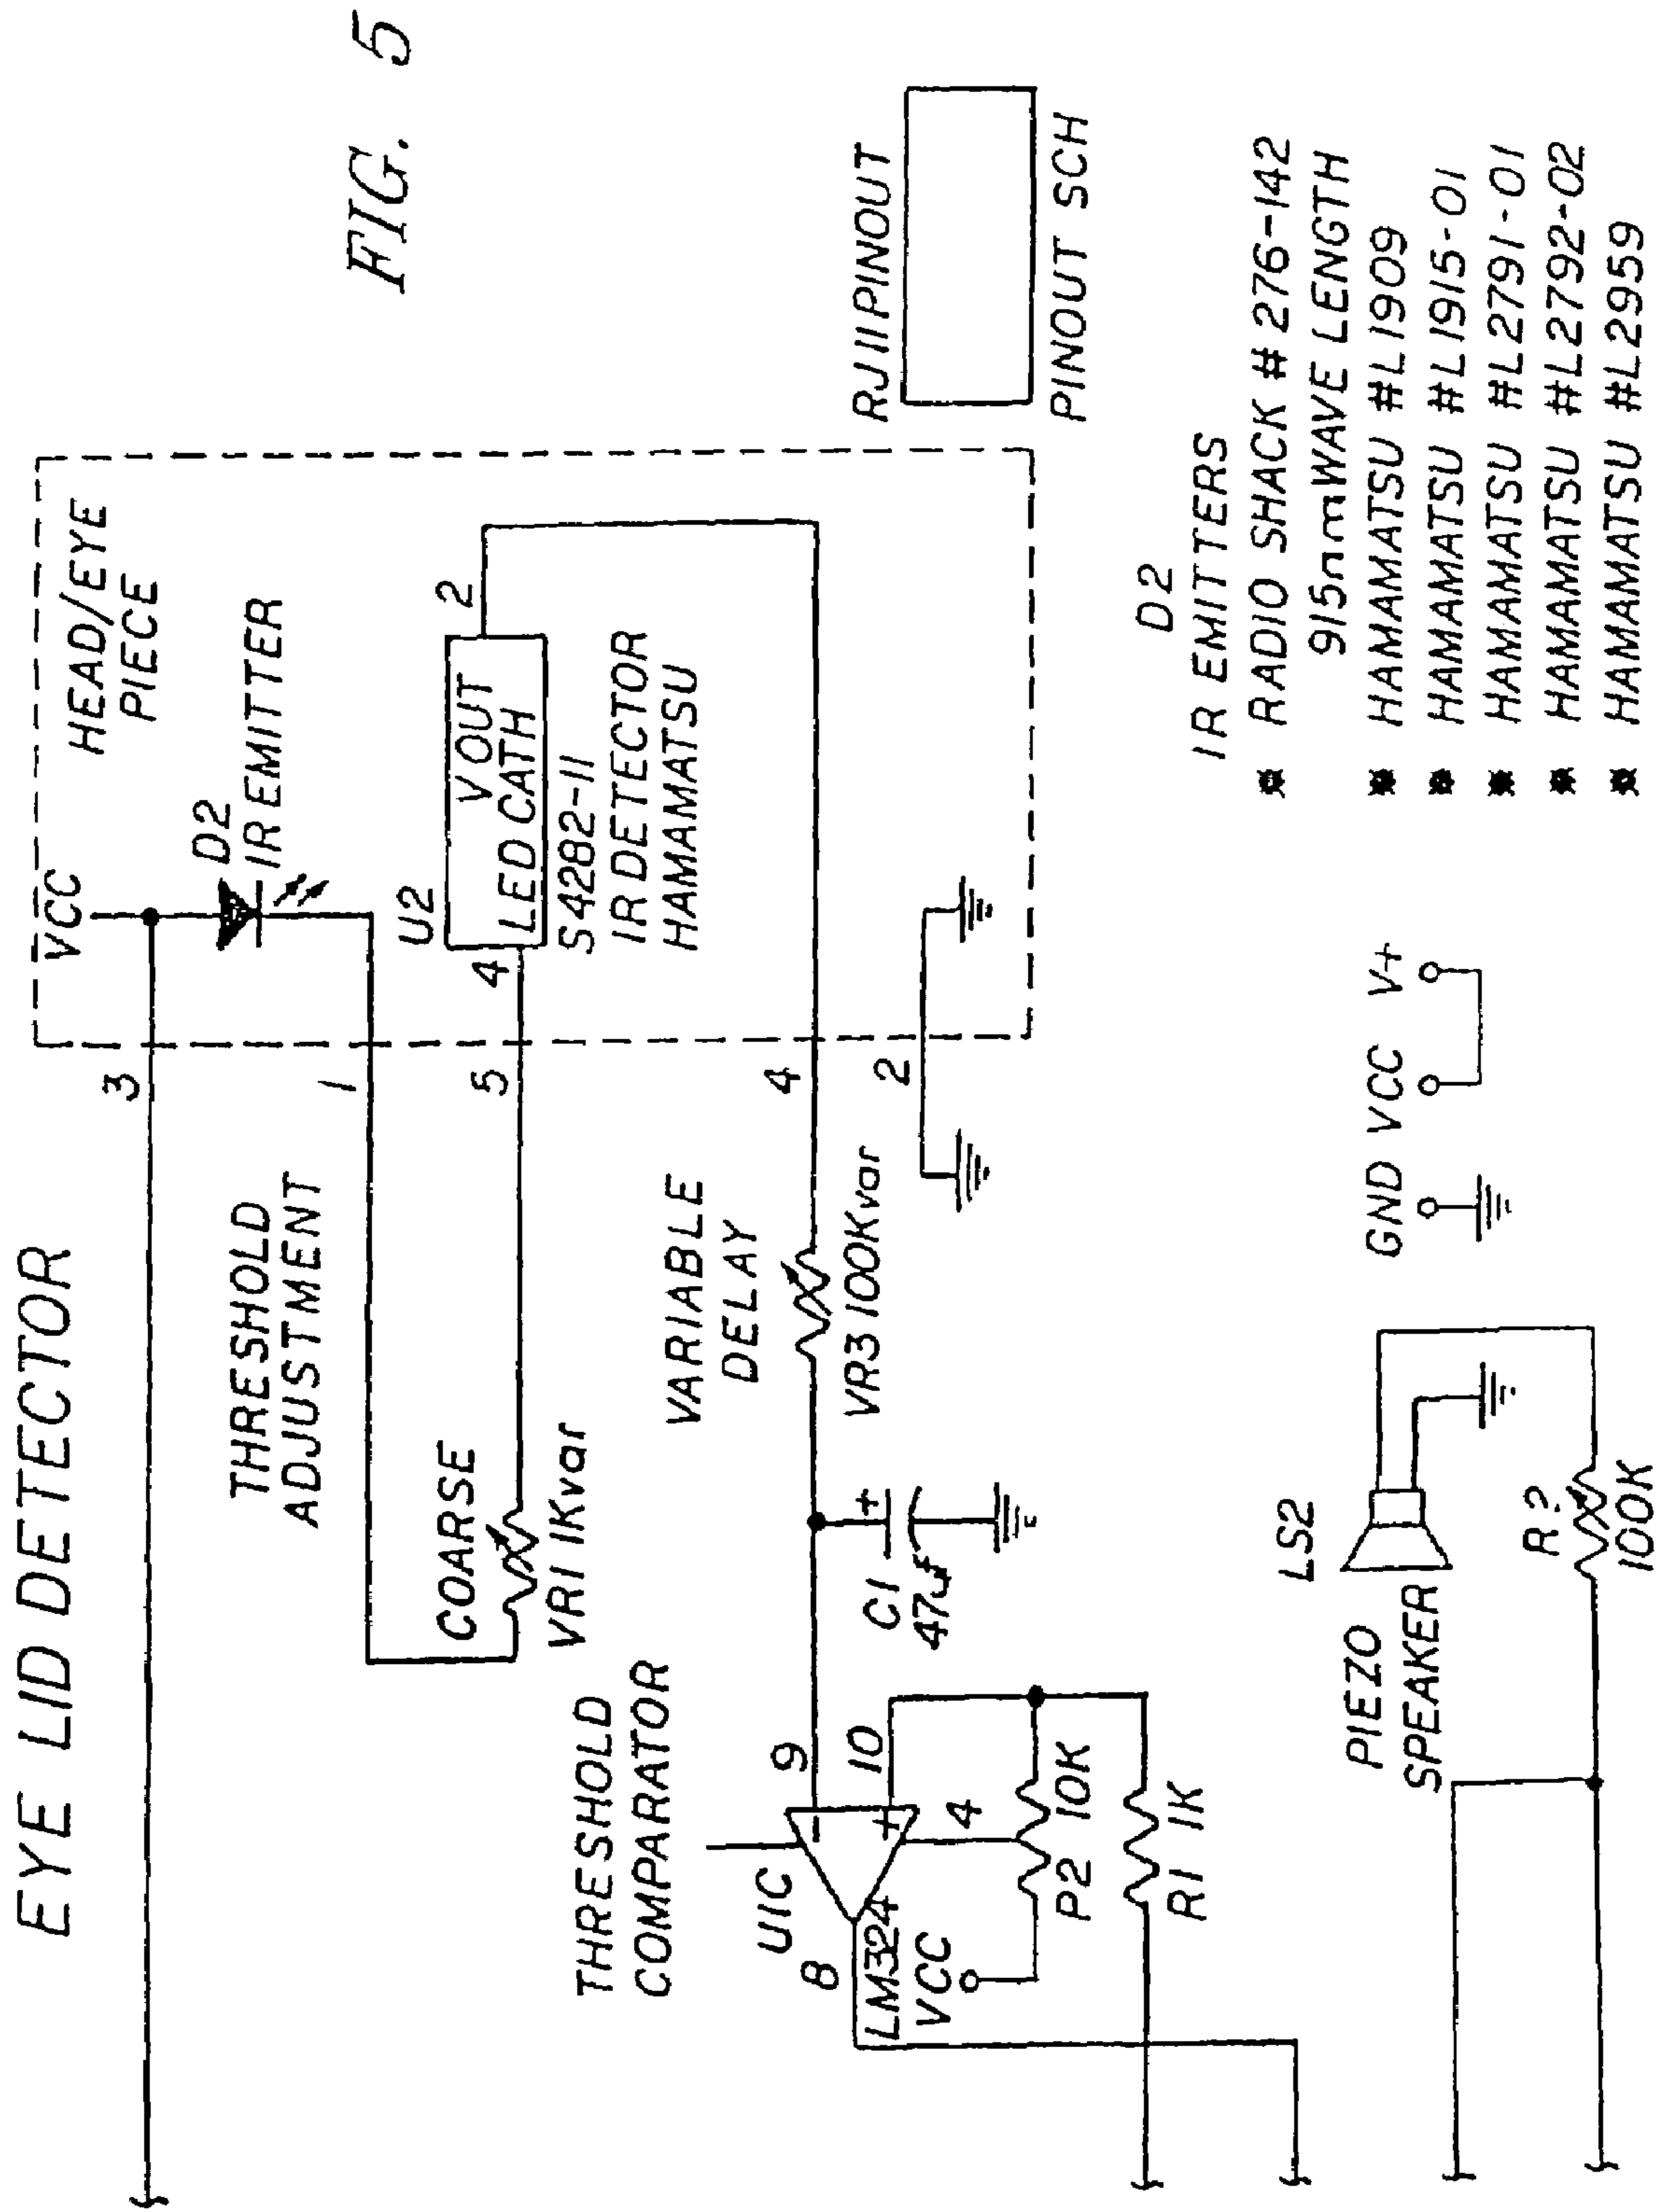 EYE LID DETECTOR
FIG. 5
3
VCC
HEAD/EYE
PIECE
D2
IR EMITTER
THRESHOLD
ADJUSTMENT
1
COARSE
VR1 1Kvar
5
4
U2
V OUT
LED CATH
2
S4282-11
IR DETECTOR
HAMAMATSU
THRESHOLD
COMPARATOR
VARIABLE
DELAY
4
VR3 100Kvar
2
U1C
9
10
8
LM324
VCC
4
P2 10K
R1 1K
C1
47uf
+
-
+
RJ11PINOUT
PINOUT SCH
PIEZO
SPEAKER
LS2
R?
100K
GND VCC V+
D2
IR EMITTERS
* RADIO SHACK # 276-142
915nmWAVE LENGTH
* HAMAMATSU #L1909
* HAMAMATSU #L1915-01
* HAMAMATSU #L2791-01
* HAMAMATSU #L2792-02
* HAMAMATSU #L2959